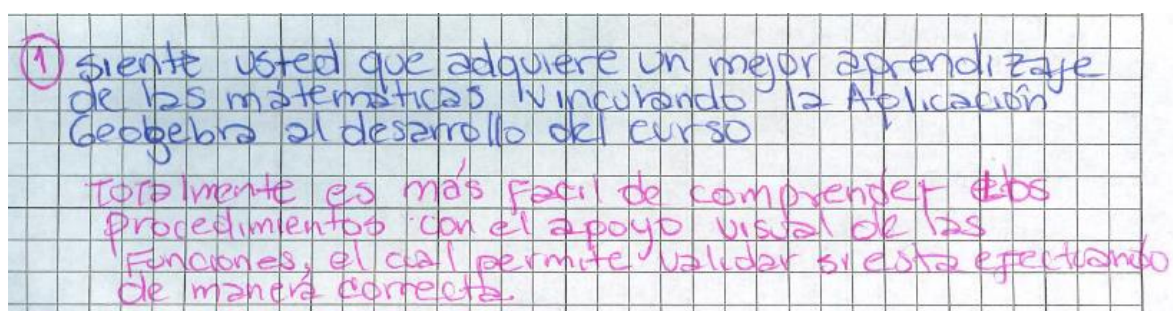 ① siente usted que adquiere un mejor aprendizaje
de las matematicas vinculando la Aplicación
Geogebra al desarrollo del curso
Totalmente es más facil de comprender los
procedimientos con el apoyo visual de las
Funciones, el cual permite validar si esta efectuando
de manera correcta.